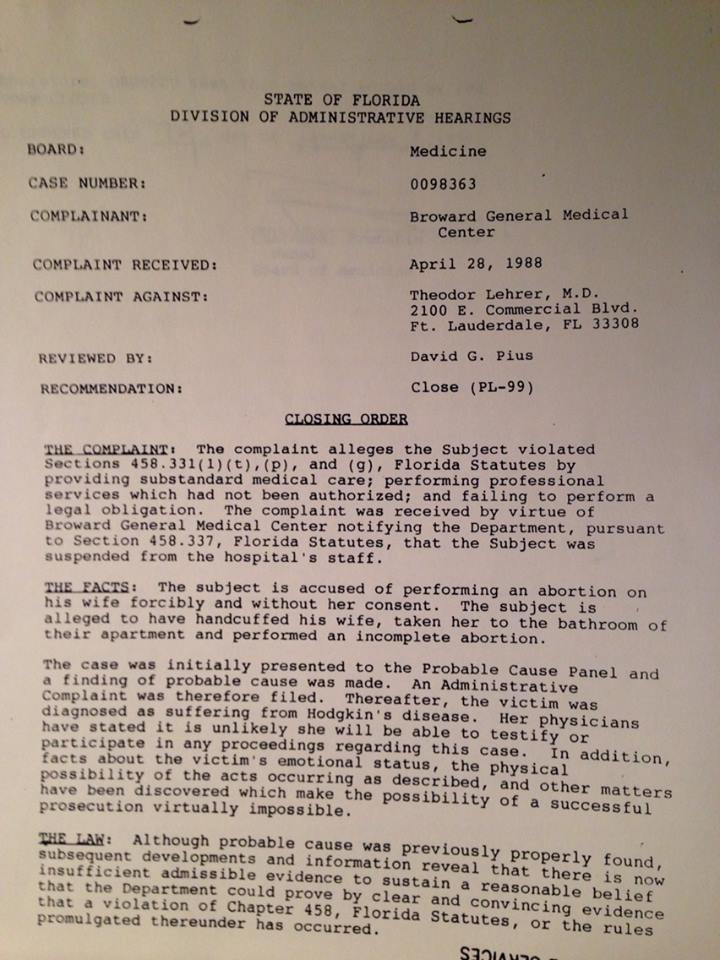 STATE OF FLORIDA
DIVISION OF ADMINISTRATIVE HEARINGS
BOARD: Medicine
CASE NUMBER: 0098363
COMPLAINANT: Broward General Medical
Center
COMPLAINT RECEIVED: April 28, 1988
COMPLAINT AGAINST: Theodor Lehrer, M.D.
2100 E. Commercial Blvd.
Ft. Lauderdale, FL 33308
REVIEWED BY: David G. Pius
RECOMMENDATION: Close (PL-99)
CLOSING ORDER
THE COMPLAINT: The complaint alleges the Subject violated
Sections 458.331(1)(t),(p), and (g), Florida Statutes by
providing substandard medical care; performing professional
services which had not been authorized; and failing to perform a
legal obligation. The complaint was received by virtue of
Broward General Medical Center notifying the Department, pursuant
to Section 458.337, Florida Statutes, that the Subject was
suspended from the hospital's staff.
THE FACTS: The subject is accused of performing an abortion on
his wife forcibly and without her consent. The subject is
alleged to have handcuffed his wife, taken her to the bathroom of
their apartment and performed an incomplete abortion.
The case was initially presented to the Probable Cause Panel and
a finding of probable cause was made. An Administrative
Complaint was therefore filed. Thereafter, the victim was
diagnosed as suffering from Hodgkin's disease. Her physicians
have stated it is unlikely she will be able to testify or
participate in any proceedings regarding this case. In addition,
facts about the victim's emotional status, the physical
possibility of the acts occurring as described, and other matters
have been discovered which make the possibility of a successful
prosecution virtually impossible.
THE LAW: Although probable cause was previously properly found,
subsequent developments and information reveal that there is now
insufficient admissible evidence to sustain a reasonable belief
that the Department could prove by clear and convincing evidence
that a violation of Chapter 458, Florida Statutes, or the rules
promulgated thereunder has occurred.
SERVICES